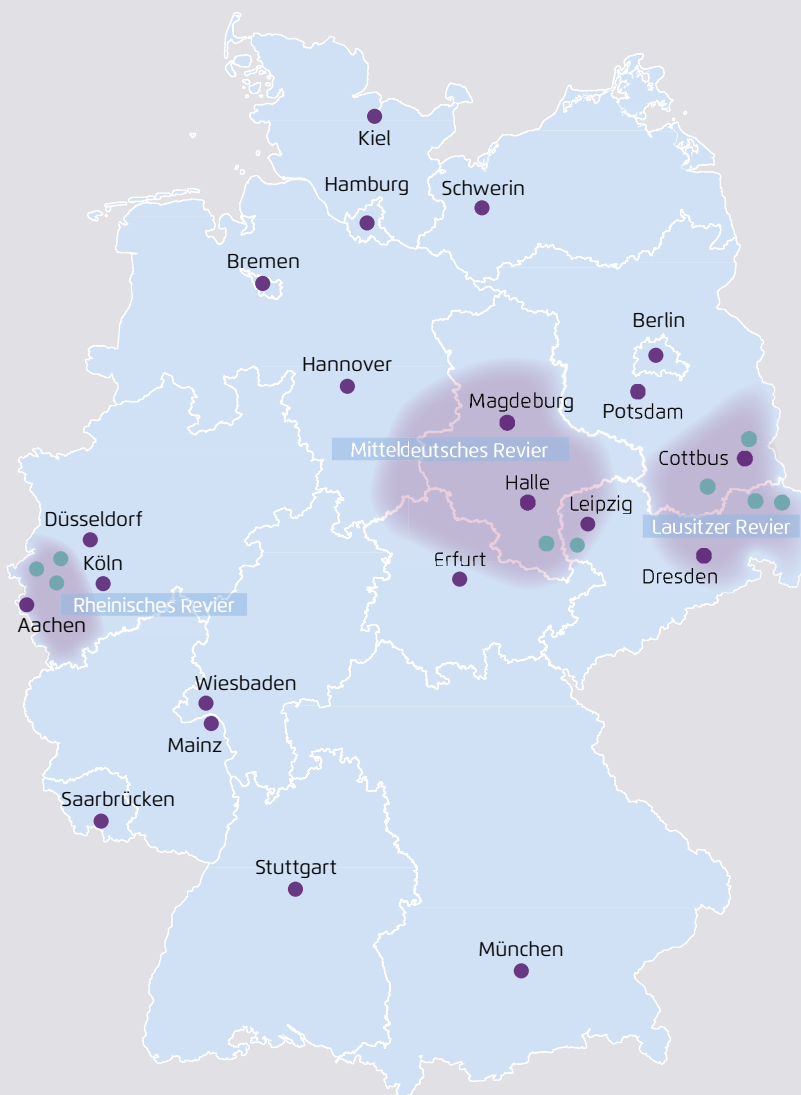 Kiel
Hamburg
Schwerin
Bremen
Berlin
Hannover
Magdeburg
Potsdam
Mitteldeutsches Revier
Cottbus
Halle
Leipzig
Düsseldorf
Lausitzer Revier
Köln
Erfurt
Dresden
Rheinisches Revier
Aachen
Wiesbaden
Mainz
Saarbrücken
Stuttgart
München